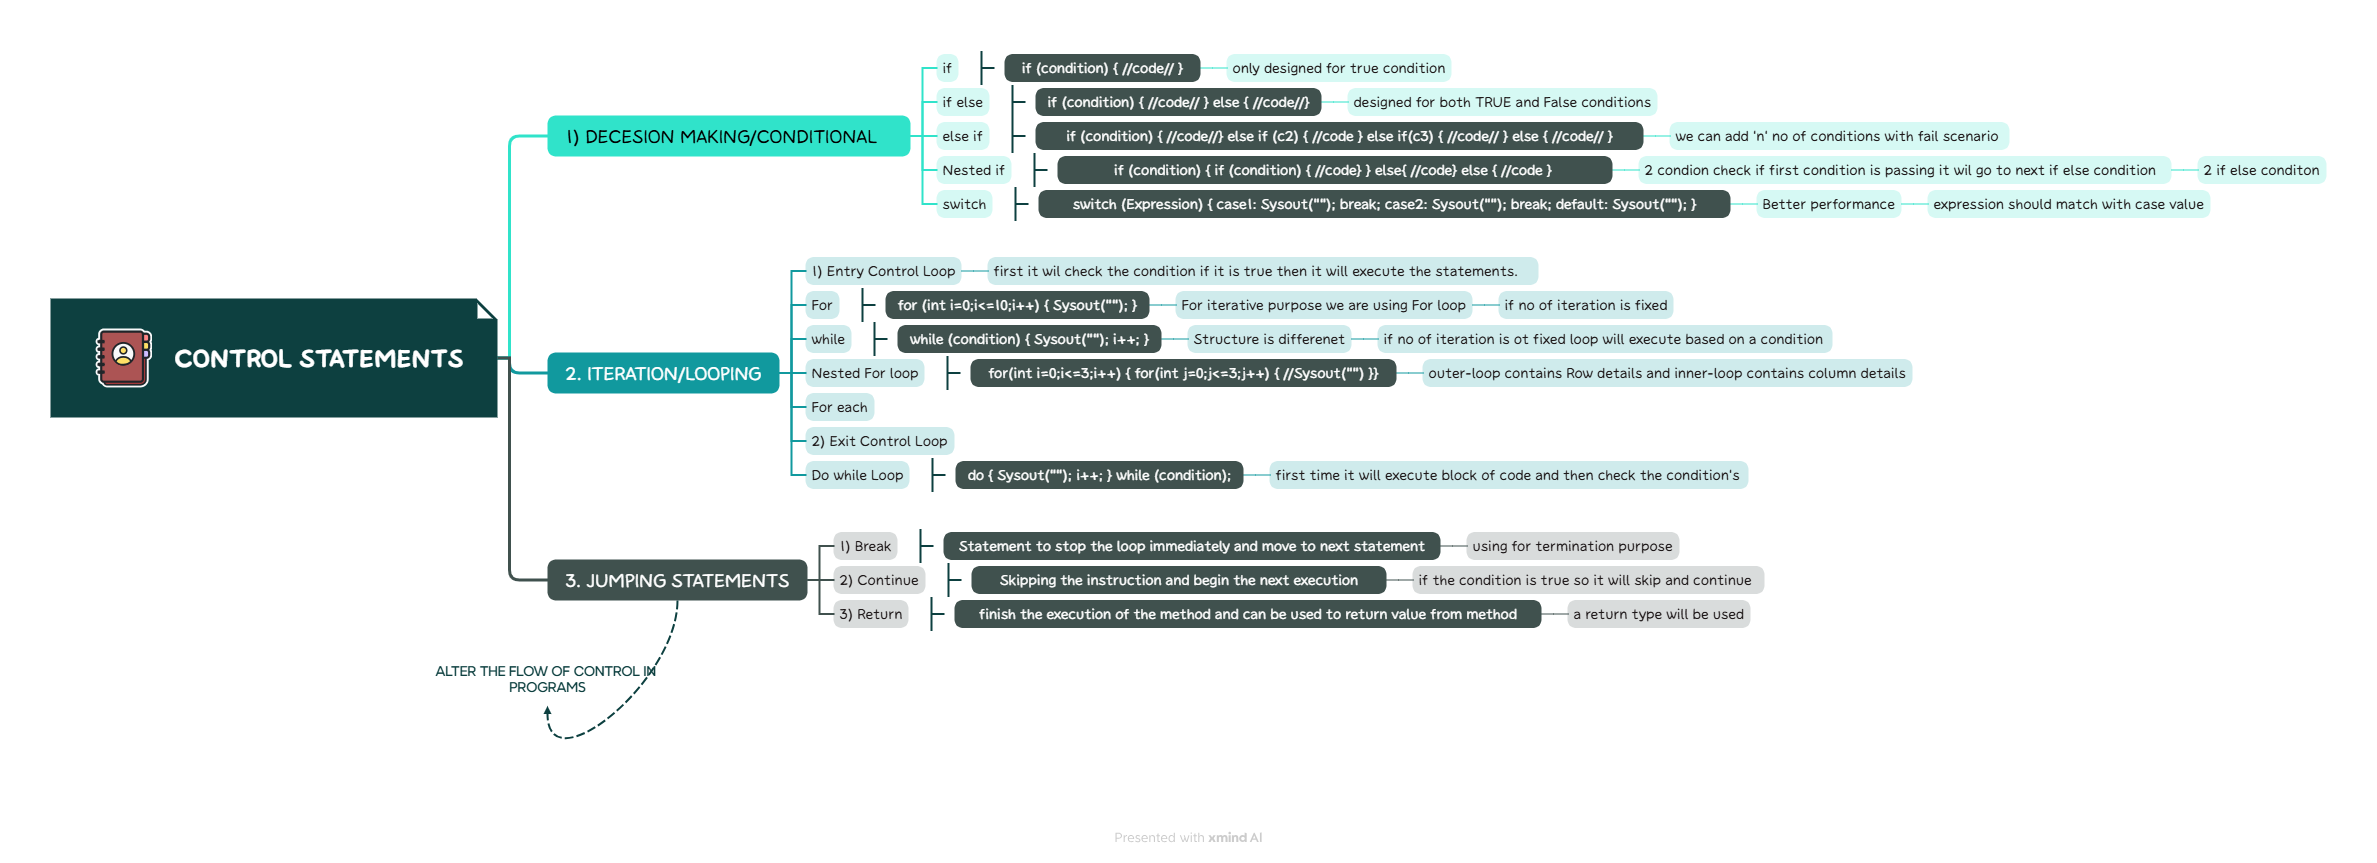 CONTROL STATEMENTS
1) DECESION MAKING/CONDITIONAL
if
if (condition) { //code// }
only designed for true condition
if else
if (condition) { //code// } else { //code//}
designed for both TRUE and False conditions
else if
if (condition) { //code//} else if (c2) { //code } else if(c3) { //code// } else { //code// }
we can add 'n' no of conditions with fail scenario
Nested if
if (condition) { if (condition) { //code} } else{ //code} else { //code }
2 condion check if first condition is passing it wil go to next if else condition
2 if else conditon
switch
switch (Expression) { case1: Sysout(""); break; case2: Sysout(""); break; default: Sysout(""); }
Better performance
expression should match with case value
2. ITERATION/LOOPING
1) Entry Control Loop
first it wil check the condition if it is true then it will execute the statements.
For
for (int i=0;i<=10;i++) { Sysout(""); }
For iterative purpose we are using For loop
if no of iteration is fixed
while
while (condition) { Sysout(""); i++; }
Structure is differenet
if no of iteration is ot fixed loop will execute based on a condition
Nested For loop
for(int i=0;i<=3;i++) { for(int j=0;j<=3;j++) { //Sysout("") }}
outer-loop contains Row details and inner-loop contains column details
For each
2) Exit Control Loop
Do while Loop
do { Sysout(""); i++; } while (condition);
first time it will execute block of code and then check the condition's
3. JUMPING STATEMENTS
1) Break
Statement to stop the loop immediately and move to next statement
using for termination purpose
2) Continue
Skipping the instruction and begin the next execution
if the condition is true so it will skip and continue
3) Return
finish the execution of the method and can be used to return value from method
a return type will be used
ALTER THE FLOW OF CONTROL IN
PROGRAMS
Presented with xmind AI